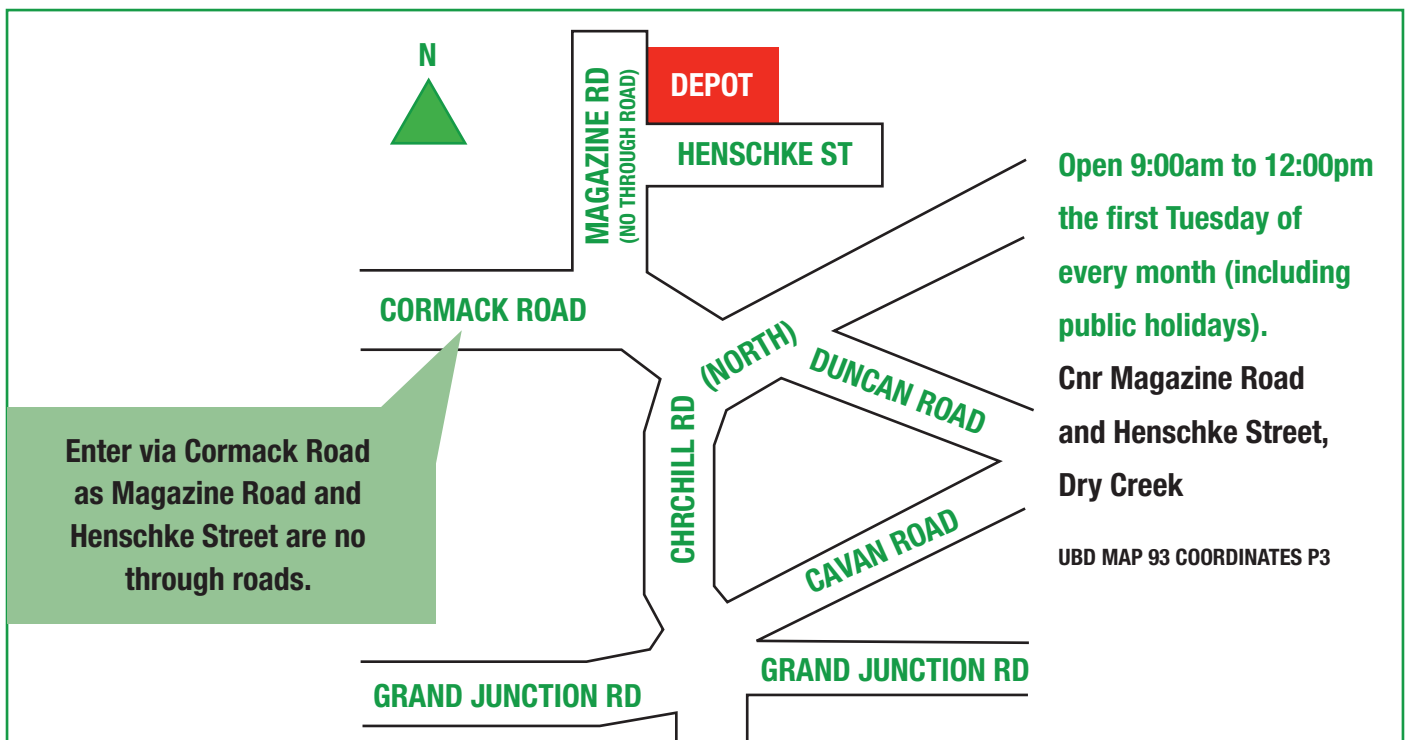 N
MAGAZINE RD
(NO THROUGH ROAD)
DEPOT
HENSCHKE ST
CORMACK ROAD
(NORTH)
DUNCAN ROAD
CHRCHILL RD
CAVAN ROAD
GRAND JUNCTION RD
GRAND JUNCTION RD
Enter via Cormack Road
as Magazine Road and
Henschke Street are no
through roads.
Open 9:00am to 12:00pm
the first Tuesday of
every month (including
public holidays).
Cnr Magazine Road
and Henschke Street,
Dry Creek
UBD MAP 93 COORDINATES P3